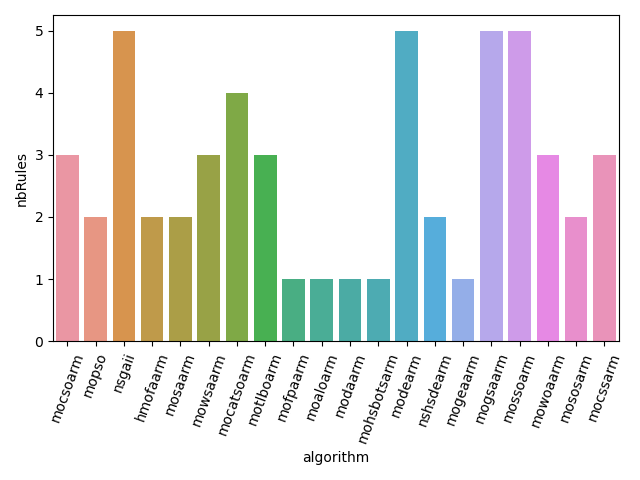 nbRules
5
4
3
2
1
0
mocsoarm
mopso
nsgaii
hmofaarm
mosaarm
mowsaarm
mocatsoarm
motlboarm
mofpaarm
moaloarm
modaarm
mohsbotsarm
modearm
nshsdearm
mogeaarm
mogsaarm
mossoarm
mowoaarm
mososarm
mocssarm
algorithm